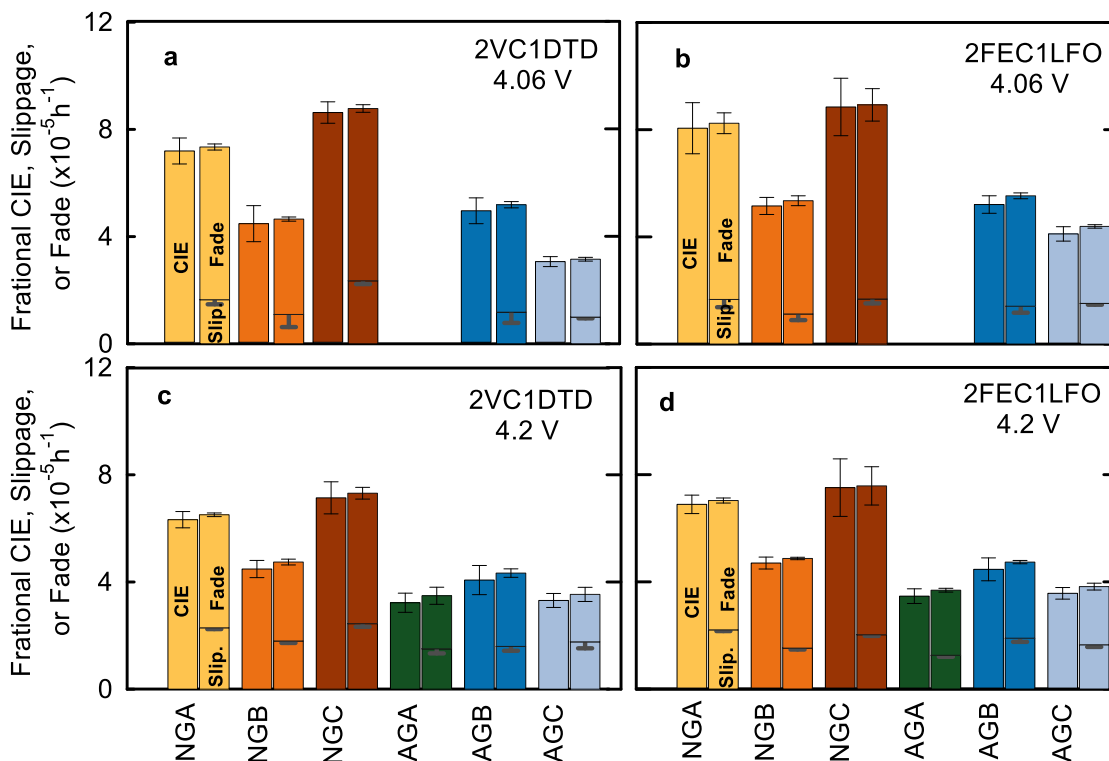 Frational CIE, Slippage,
or Fade (x10⁻⁵h⁻¹)
12
8
4
0
a
2VC1DTD
4.06 V
CIE
Fade
Slip.
b
2FEC1LFO
4.06 V
CIE
Fade
Slip.
Frational CIE, Slippage,
or Fade (x10⁻⁵h⁻¹)
12
8
4
0
c
2VC1DTD
4.2 V
CIE
Fade
Slip.
d
2FEC1LFO
4.2 V
CIE
Fade
Slip.
NGA
NGB
NGC
AGA
AGB
AGC
NGA
NGB
NGC
AGA
AGB
AGC